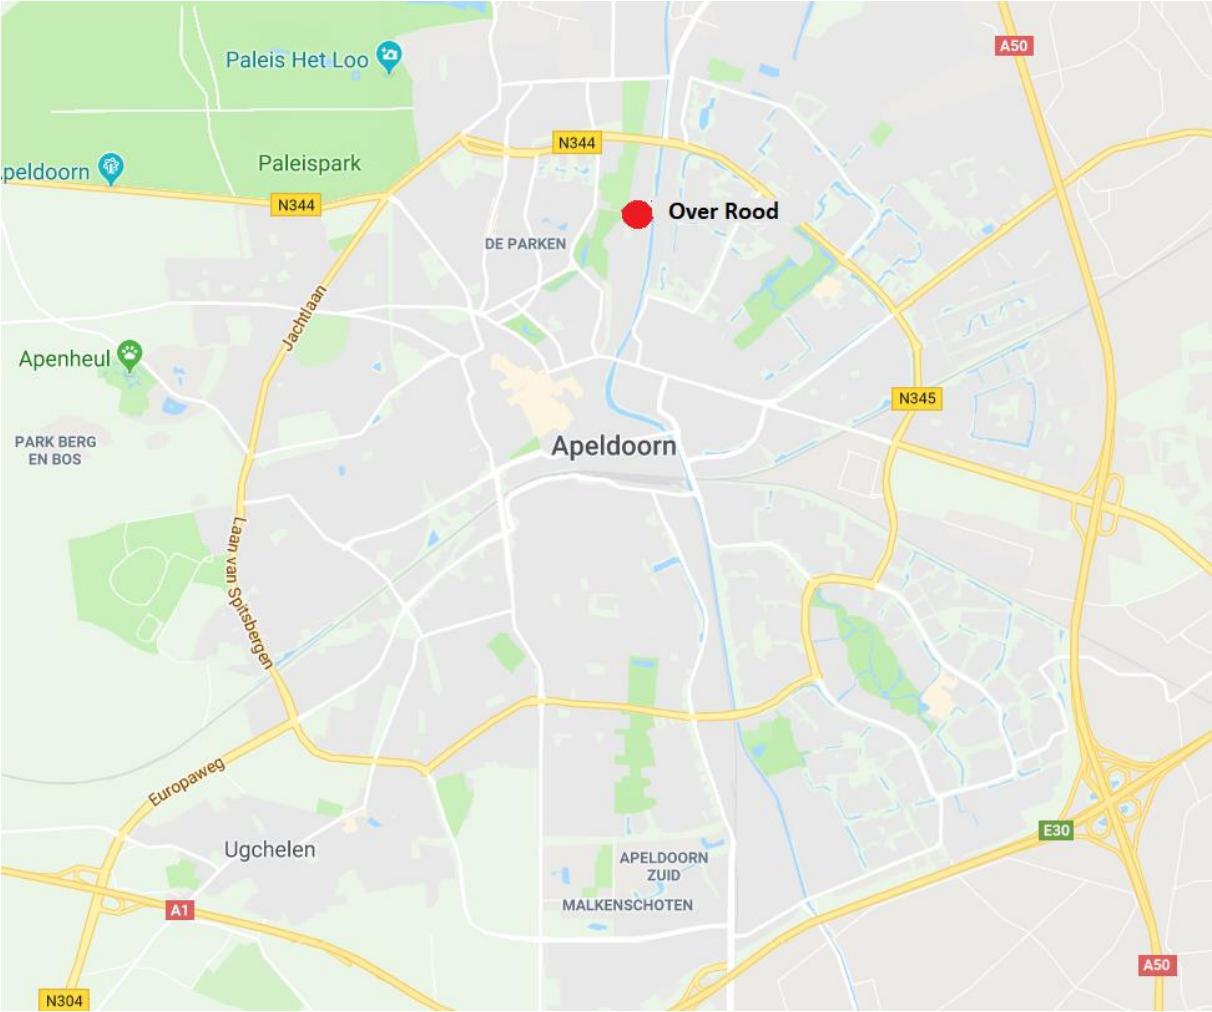 A50
Paleis Het Loo
N344
Paleispark
peldoorn
N344
Over Rood
DE PARKEN
Jachtlaan
Apenheul
N345
PARK BERG
EN BOS
Apeldoorn
Laan van Spitsbergen
Europaweg
E30
Ugchelen
APELDOORN
ZUID
MALKENSCHOTEN
A1
A50
N304